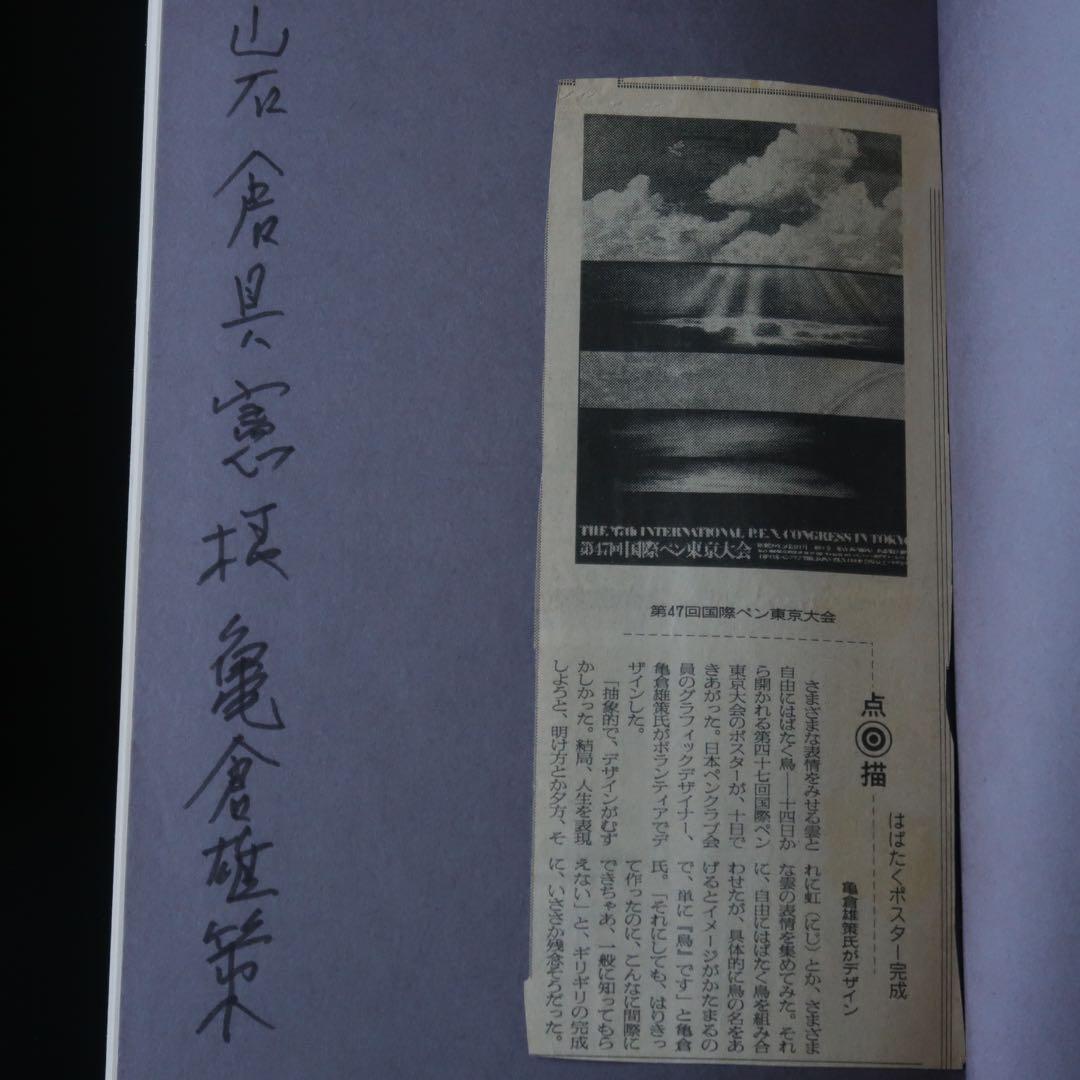 岩倉具憲様 亀倉雄策
THE 47th INTERNATIONAL P.E.N. CONGRESS IN TOKYO
第47回国際ペン東京大会
第47回国際ペン東京大会
点◎描
はばたくポスター完成
亀倉雄策氏がデザイン
さまざまな表情をみせる雲と
自由にはばたく鳥――十四日か
ら開かれる第四十七回国際ペン
東京大会のポスターが、十日で
きあがった。日本ペンクラブ会
員のグラフィックデザイナー、
亀倉雄策氏がボランティアでデ
ザインした。
「抽象的で、デザインがむず
かしかった。結局、人生を表現
しようと、明け方とか夕方、そ
れに虹（にじ）とか、さまざま
な雲の表情を集めてみた。それ
に、自由にはばたく鳥を組み合
わせたが、具体的に鳥の名をあ
げるとイメージがかたまるの
で、単に『鳥』です」と亀倉
氏。「それにしても、はりきっ
て作ったのに、こんなに間際に
できちゃあ、一般に知ってもら
えない」と、ギリギリの完成
に、いささか残念そうだった。